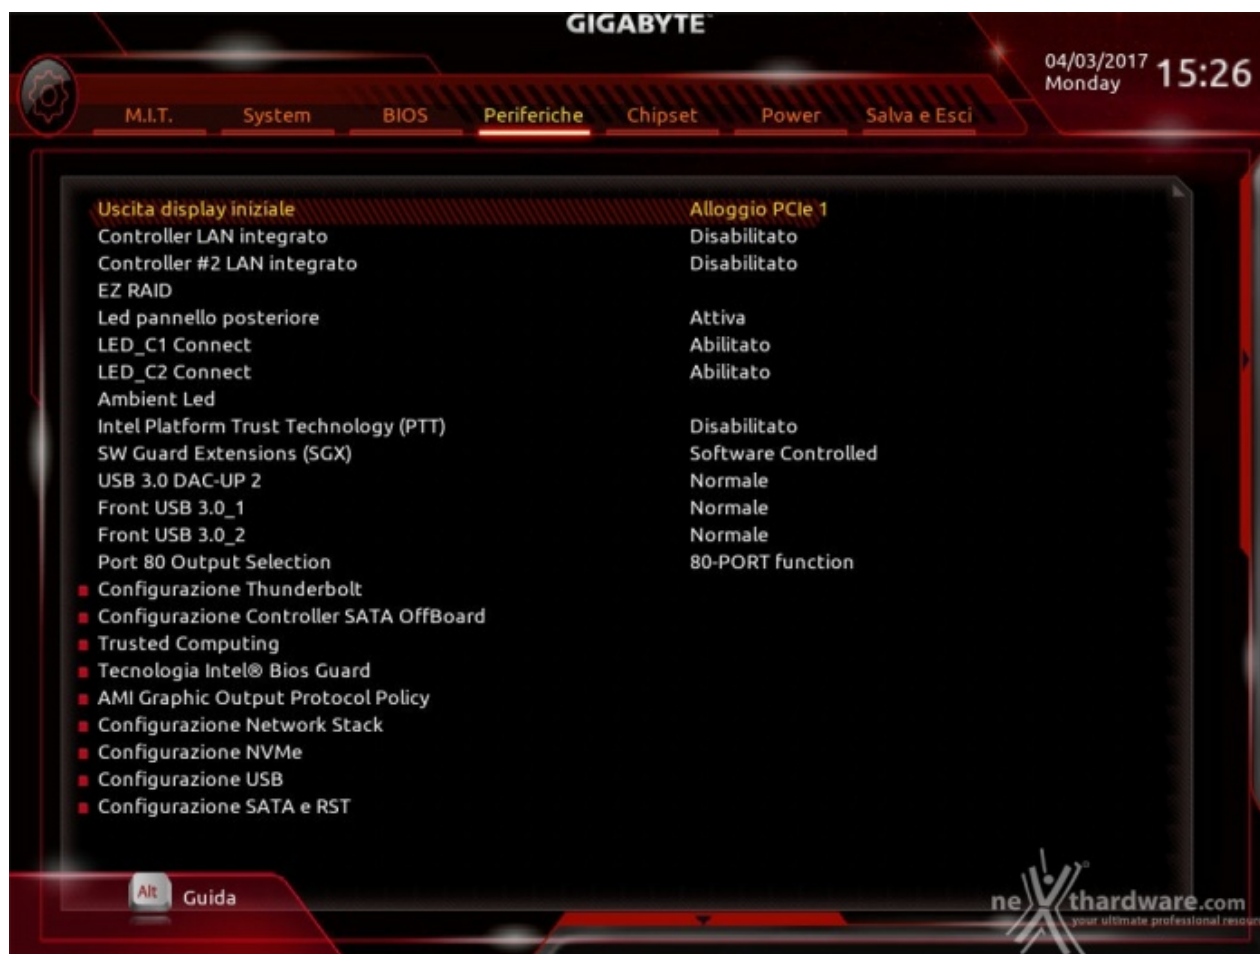 GIGABYTE
04/03/2017
Monday
15:26
M.I.T. System BIOS Periferiche Chipset Power Salva e Esci
Uscita display iniziale Alloggio PCIe 1
Controller LAN integrato Disabilitato
Controller #2 LAN integrato Disabilitato
EZ RAID
Led pannello posteriore Attiva
LED_C1 Connect Abilitato
LED_C2 Connect Abilitato
Ambient Led
Intel Platform Trust Technology (PTT) Disabilitato
SW Guard Extensions (SGX) Software Controlled
USB 3.0 DAC-UP 2 Normale
Front USB 3.0_1 Normale
Front USB 3.0_2 Normale
Port 80 Output Selection 80-PORT function
Configurazione Thunderbolt
Configurazione Controller SATA OffBoard
Trusted Computing
Tecnologia Intel® Bios Guard
AMI Graphic Output Protocol Policy
Configurazione Network Stack
Configurazione NVMe
Configurazione USB
Configurazione SATA e RST
Alt Guida
nexthardware.com
your ultimate professional resour